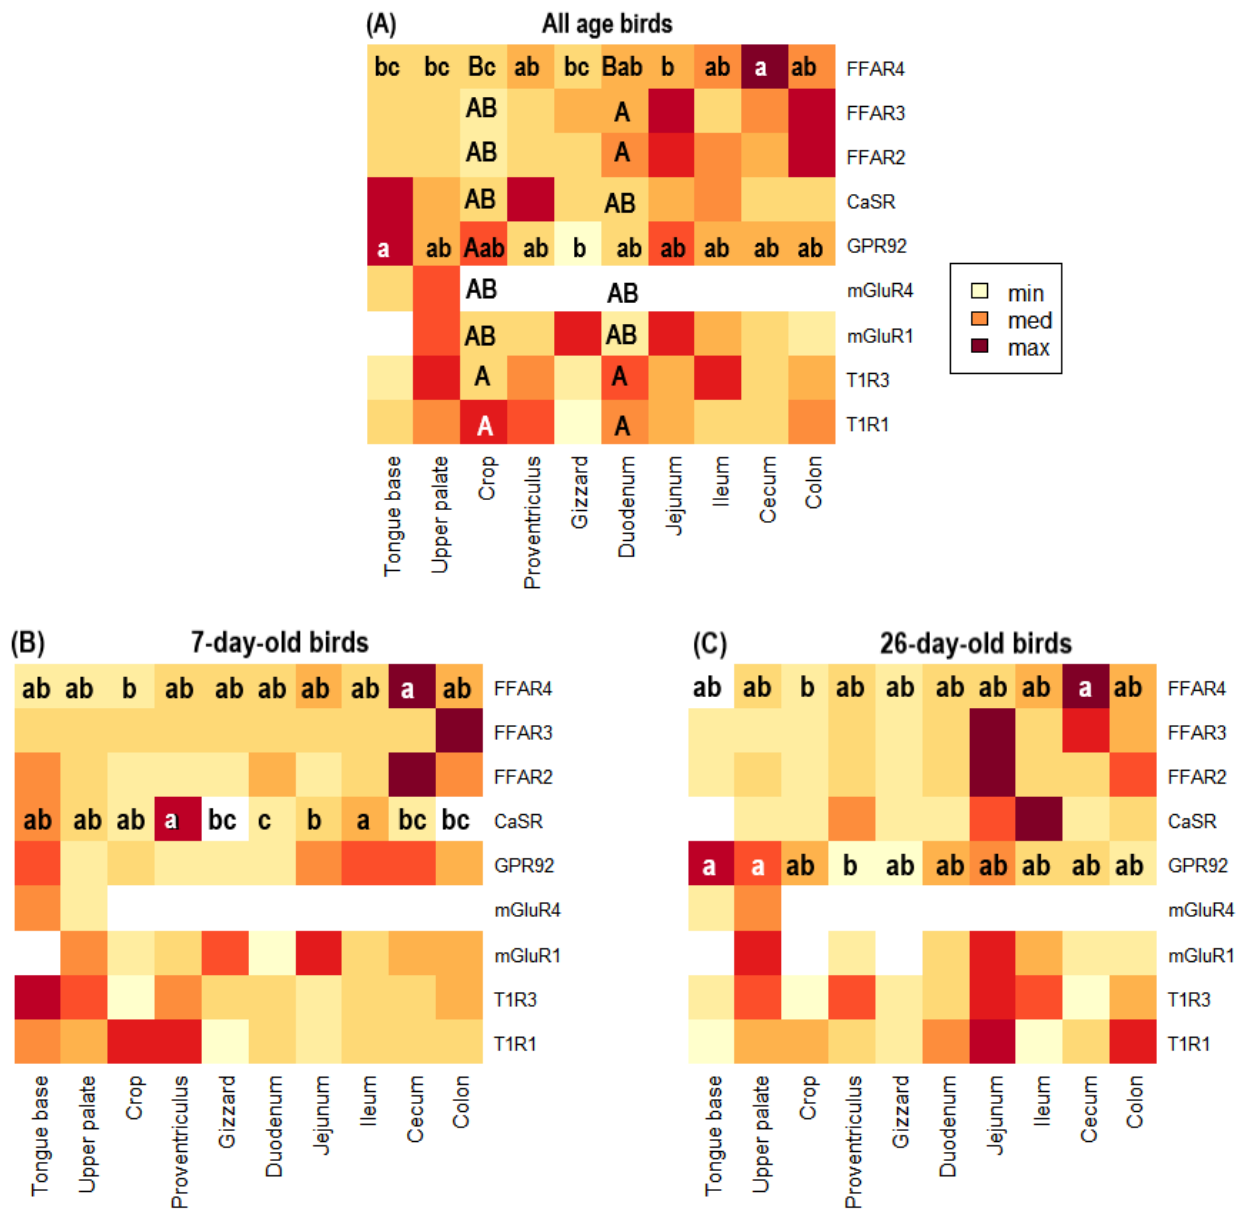 (A) All age birds
bc bc Bc ab bc Bab b ab a ab FFAR4
AB A FFAR3
AB A FFAR2
AB AB CaSR
a ab Aab ab b ab ab ab ab ab GPR92
AB AB mGluR4
AB AB mGluR1
A A T1R3
A A T1R1
min
med
max
Tongue base
Upper palate
Crop
Proventriculus
Gizzard
Duodenum
Jejunum
Ileum
Cecum
Colon
(B) 7-day-old birds
ab ab b ab ab ab ab ab a ab FFAR4
FFAR3
FFAR2
ab ab ab a bc c b a bc bc CaSR
GPR92
mGluR4
mGluR1
T1R3
T1R1
Tongue base
Upper palate
Crop
Proventriculus
Gizzard
Duodenum
Jejunum
Ileum
Cecum
Colon
(C) 26-day-old birds
ab ab b ab ab ab ab ab a ab FFAR4
FFAR3
FFAR2
CaSR
a a ab b ab ab ab ab ab ab GPR92
mGluR4
mGluR1
T1R3
T1R1
Tongue base
Upper palate
Crop
Proventriculus
Gizzard
Duodenum
Jejunum
Ileum
Cecum
Colon